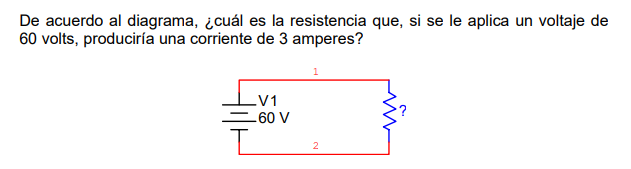 De acuerdo al diagrama, ¿cuál es la resistencia que, si se le aplica un voltaje de
60 volts, produciría una corriente de 3 amperes?
1
V1
?
60 V
2